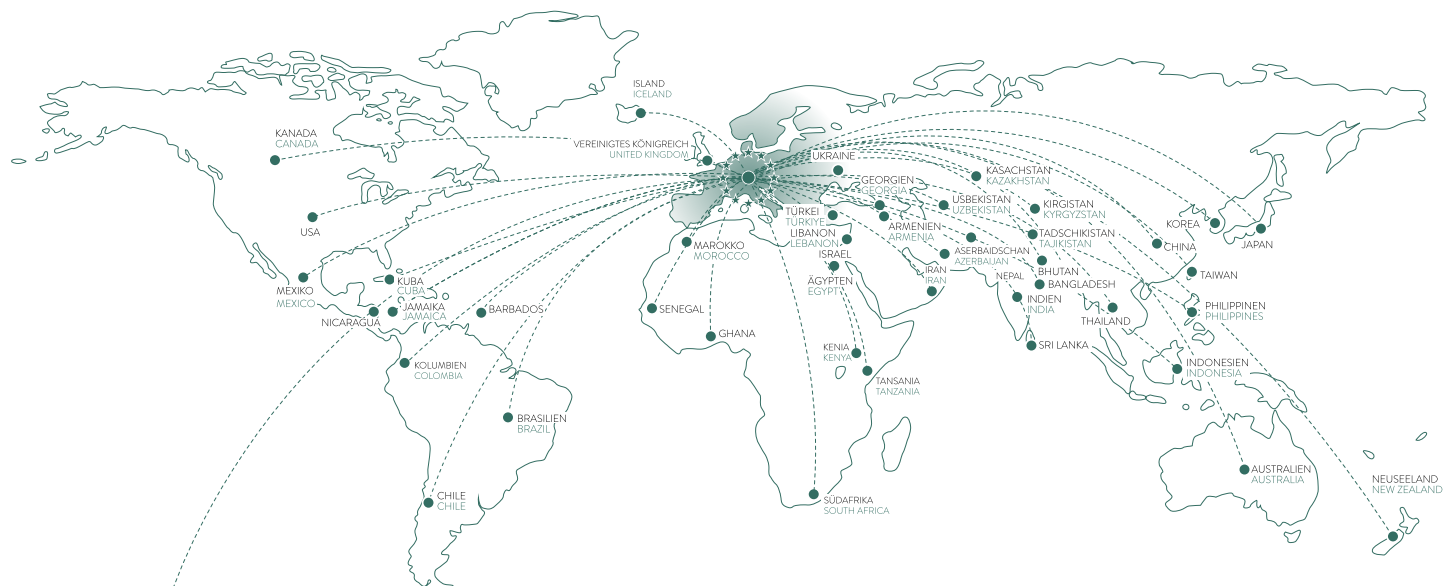 ISLAND
ICELAND
KANADA
CANADA
VEREINIGTES KÖNIGREICH
UNITED KINGDOM
UKRAINE
KASACHSTAN
KAZAKHSTAN
GEORGIEN
GEORGIA
USBEKISTAN
UZBEKISTAN
KIRGISTAN
KYRGYZSTAN
TÜRKEI
TÜRKIYE
ARMENIEN
ARMENIA
KOREA
USA
LIBANON
LEBANON
TADSCHIKISTAN
TAJIKISTAN
JAPAN
MAROKKO
MOROCCO
ISRAEL
ASERBAIDSCHAN
AZERBAIJAN
CHINA
IRAN
IRAN
NEPAL
BHUTAN
TAIWAN
MEXIKO
MEXICO
KUBA
CUBA
ÄGYPTEN
EGYPT
BANGLADESH
INDIEN
INDIA
JAMAIKA
JAMAICA
BARBADOS
SENEGAL
PHILIPPINEN
PHILIPPINES
NICARAGUA
THAILAND
GHANA
KENIA
KENYA
SRI LANKA
KOLUMBIEN
COLOMBIA
TANSANIA
TANZANIA
INDONESIEN
INDONESIA
BRASILIEN
BRAZIL
AUSTRALIEN
AUSTRALIA
NEUSEELAND
NEW ZEALAND
CHILE
CHILE
SÜDAFRIKA
SOUTH AFRICA